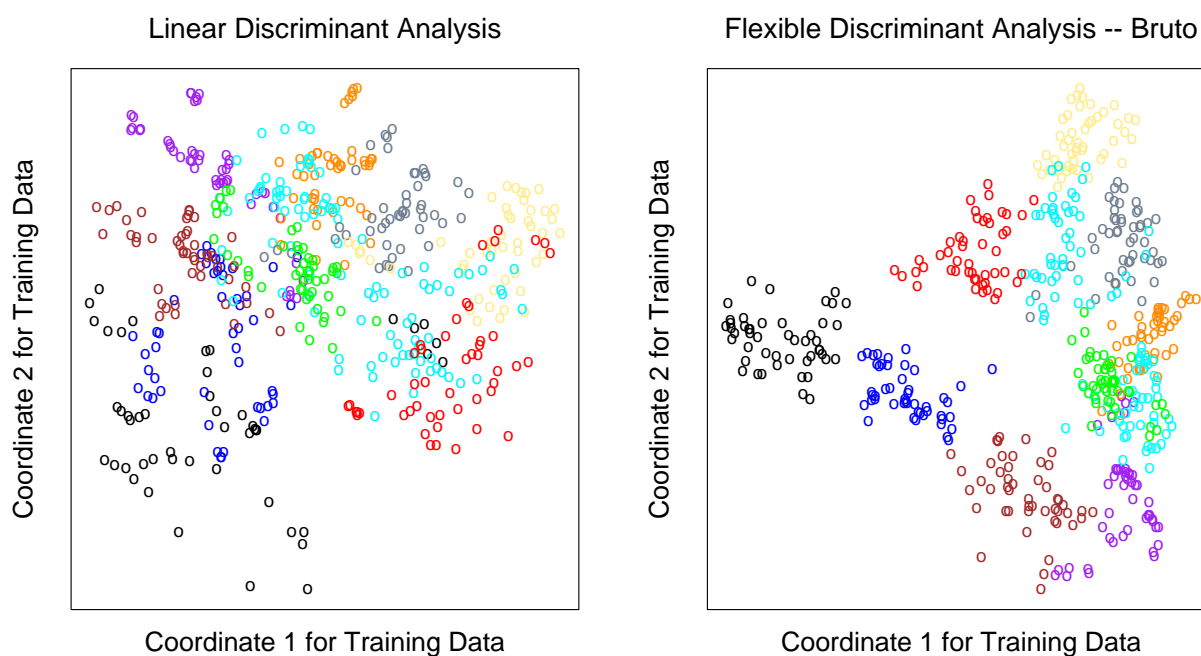 Linear Discriminant Analysis
Coordinate 2 for Training Data
Coordinate 1 for Training Data
Flexible Discriminant Analysis -- Bruto
Coordinate 2 for Training Data
Coordinate 1 for Training Data